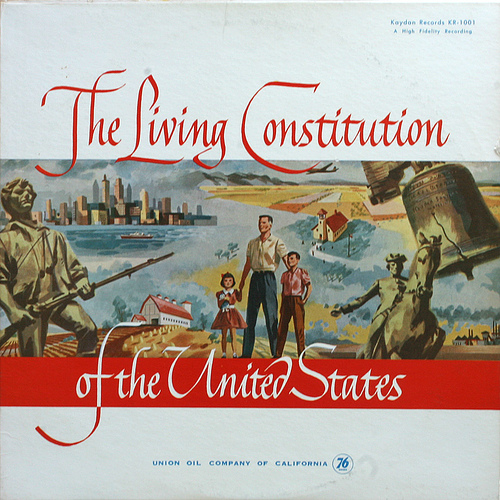 Kaydan Records KR-1001
A High Fidelity Recording
The Living Constitution
of the United States
UNION OIL COMPANY OF CALIFORNIA 76